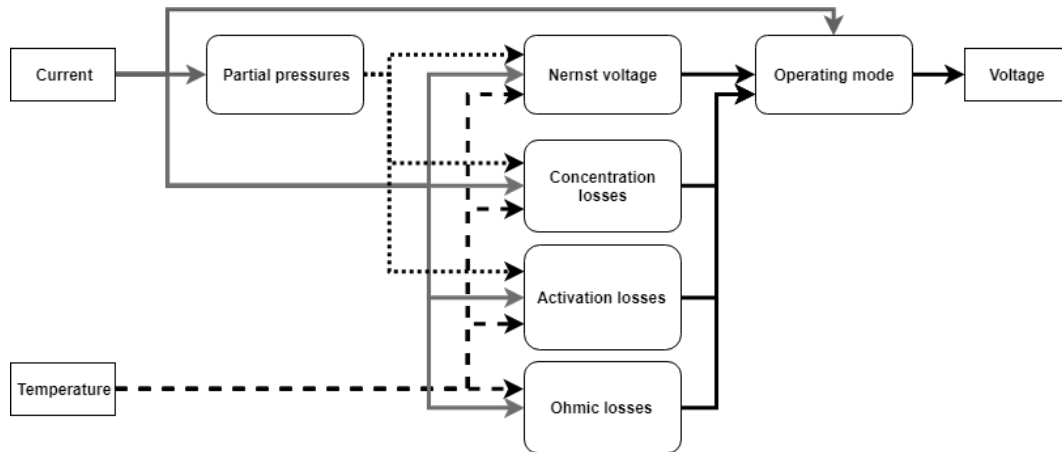 Current
Partial pressures
Nernst voltage
Operating mode
Voltage
Concentration
losses
Activation losses
Temperature
Ohmic losses